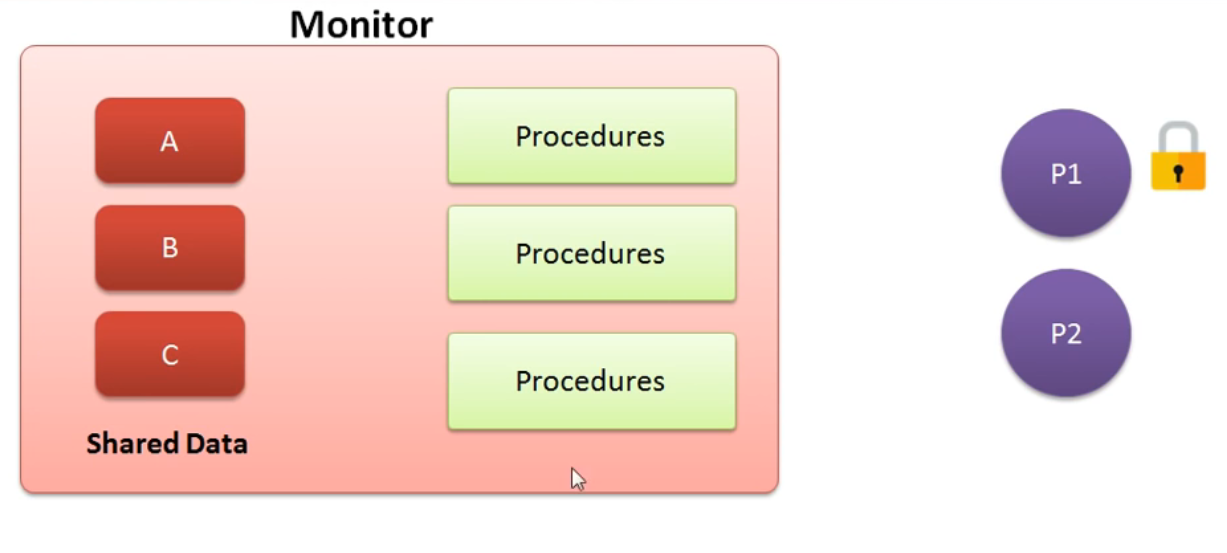 Monitor
A
B
C
Shared Data
Procedures
Procedures
Procedures
P1
P2